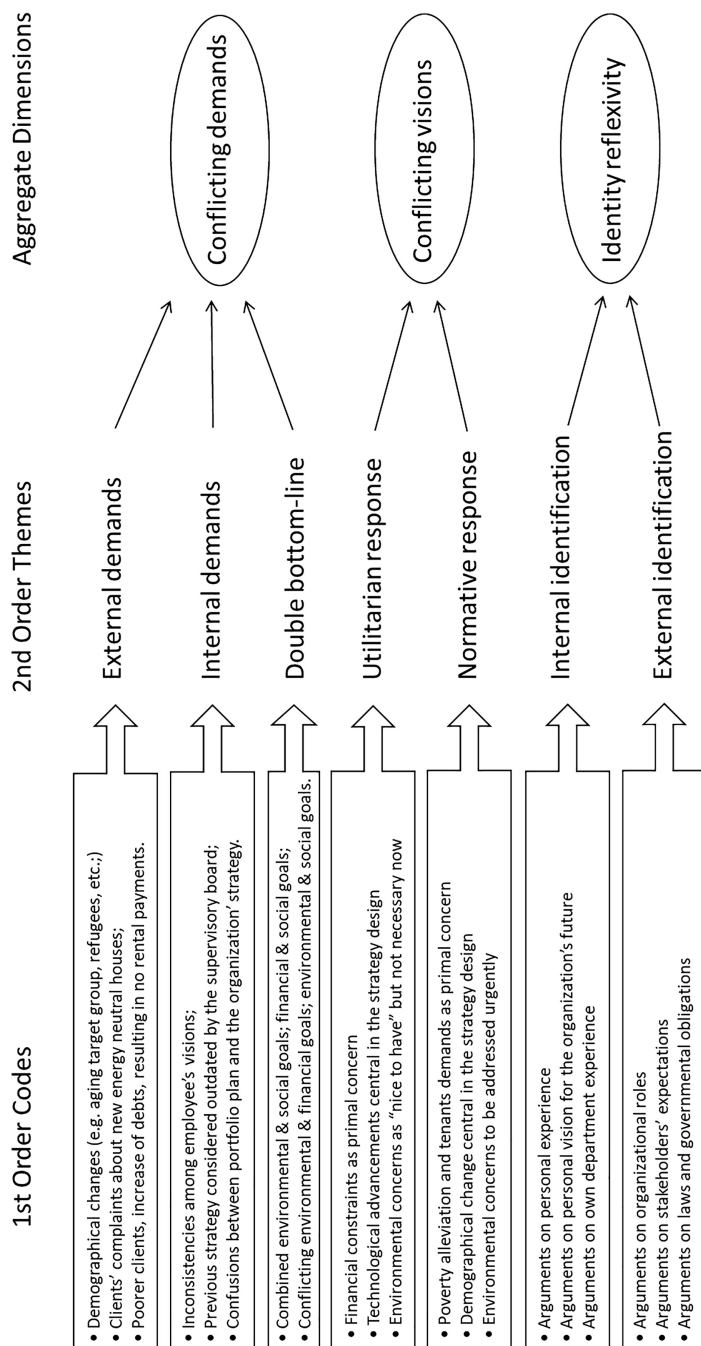 1st Order Codes
2nd Order Themes
Aggregate Dimensions
• Demographical changes (e.g. aging target group, refugees, etc.;)
• Clients’ complaints about new energy neutral houses;
• Poorer clients, increase of debts, resulting in no rental payments.
External demands
• Inconsistencies among employee’s visions;
• Previous strategy considered outdated by the supervisory board;
• Confusions between portfolio plan and the organization’ strategy.
Internal demands
• Combined environmental & social goals; financial & social goals;
• Conflicting environmental & financial goals; environmental & social goals.
Double bottom-line
Conflicting demands
• Financial constraints as primal concern
• Technological advancements central in the strategy design
• Environmental concerns as “nice to have” but not necessary now
Utilitarian response
• Poverty alleviation and tenants demands as primal concern
• Demographical change central in the strategy design
• Environmental concerns to be addressed urgently
Normative response
Conflicting visions
• Arguments on personal experience
• Arguments on personal vision for the organization’s future
• Arguments on own department experience
Internal identification
• Arguments on organizational roles
• Arguments on stakeholders’ expectations
• Arguments on laws and governmental obligations
External identification
Identity reflexivity